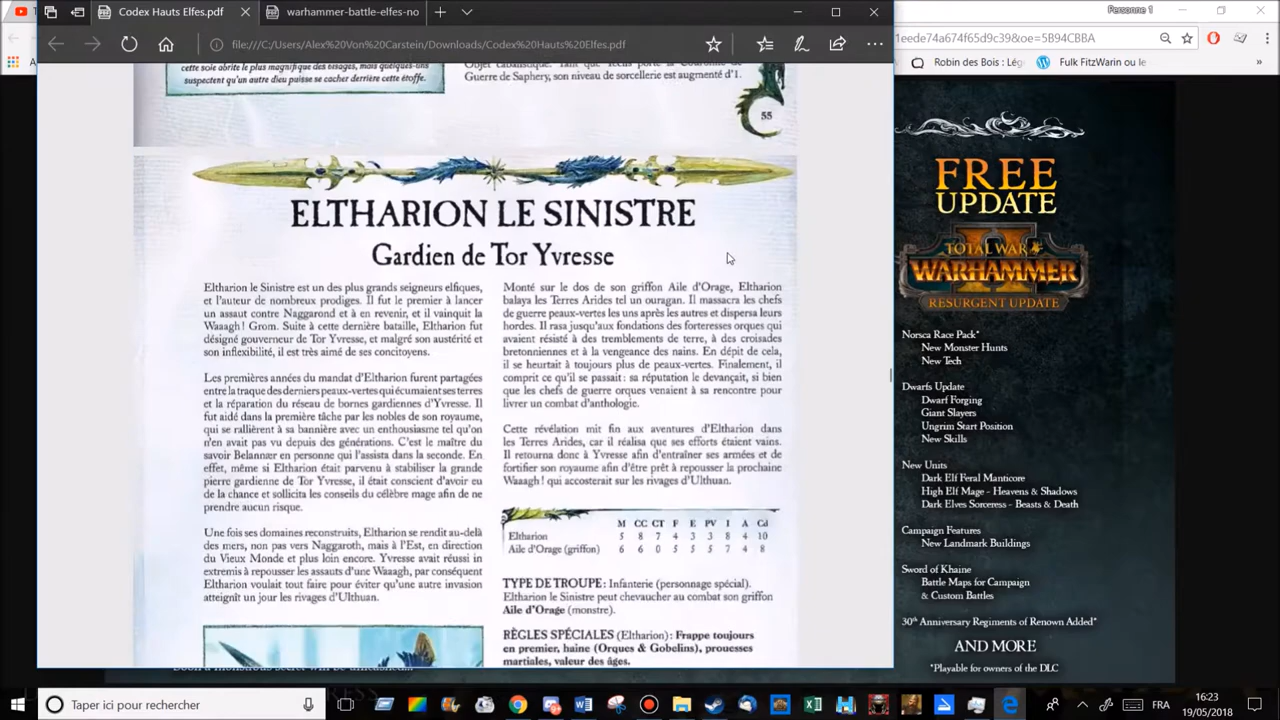 Codex Hauts Elfes.pdf
warhammer-battle-elfes-no
Personne 1
file:///C:/Users/Alex%20Von%20Carstein/Downloads/Codex%20Hauts%20Elfes.pdf
1eede74a674f65d9c39&oe=5B94CBBA
Robin des Bois : Lég
Fulk FitzWarin ou le
cette soie abrite le plus magnifique des visages, mais quelques-uns
suspectent qu'un autre dieu puisse se cacher derrière cette étoffe.
Guerre de Saphery, son niveau de sorcellerie est augmenté d'1.
55
ELTHARION LE SINISTRE
Gardien de Tor Yvresse
Eltharion le Sinistre est un des plus grands seigneurs elfiques,
et l'auteur de nombreux prodiges. Il fut le premier à lancer
un assaut contre Naggarond et à en revenir, et il vainquit la
Waaagh! Grom. Suite à cette dernière bataille, Eltharion fut
désigné gouverneur de Tor Yvresse, et malgré son austérité et
son inflexibilité, il est très aimé de ses concitoyens.
Les premières années du mandat d'Eltharion furent partagées
entre la traque des derniers peaux-vertes qui écumaient ses terres
et la réparation du réseau de bornes gardiennes d'Yvresse. Il
fut aidé dans la première tâche par les nobles de son royaume,
qui se rallièrent à sa bannière avec un enthousiasme tel qu'on
n'en avait pas vu depuis des générations. C'est le maître du
savoir Belannaer en personne qui l'assista dans la seconde. En
effet, même si Eltharion était parvenu à stabiliser la grande
pierre gardienne de Tor Yvresse, il était conscient d'avoir eu
de la chance et sollicita les conseils du célèbre mage afin de ne
prendre aucun risque.
Une fois ses domaines reconstruits, Eltharion se rendit au-delà
des mers, non pas vers Naggaroth, mais à l'Est, en direction
du Vieux Monde et plus loin encore. Yvresse avait réussi in
extremis à repousser les assauts d'une Waaagh, par conséquent
Eltharion voulait tout faire pour éviter qu'une autre invasion
atteignît un jour les rivages d'Ulthuan.
Monté sur le dos de son griffon Aile d'Orage, Eltharion
balaya les Terres Arides tel un ouragan. Il massacra les chefs
de guerre peaux-vertes les uns après les autres et dispersa leurs
hordes. Il rasa jusqu'aux fondations des forteresses orques qui
avaient résisté à des tremblements de terre, à des croisades
bretonniennes et à la vengeance des nains. En dépit de cela,
il se heurtait à toujours plus de peaux-vertes. Finalement, il
comprit ce qu'il se passait : sa réputation le devançait, si bien
que les chefs de guerre orques venaient à sa rencontre pour
livrer un combat d'anthologie.
Cette révélation mit fin aux aventures d'Eltharion dans
les Terres Arides, car il réalisa que ses efforts étaient vains.
Il retourna donc à Yvresse afin d'entraîner ses armées et de
fortifier son royaume afin d'être prêt à repousser la prochaine
Waaagh! qui accosterait sur les rivages d'Ulthuan.
M CC CT F E PV I A Cd
Eltharion 5 8 7 4 3 3 8 4 10
Aile d'Orage (griffon) 6 6 0 5 5 5 7 4 8
TYPE DE TROUPE : Infanterie (personnage spécial).
Eltharion le Sinistre peut chevaucher au combat son griffon
Aile d'Orage (monstre).
RÈGLES SPÉCIALES (Eltharion) : Frappe toujours
en premier, haine (Orques & Gobelins), prouesses
martiales, valeur des âges.
FREE
UPDATE
TOTAL WAR
WARHAMMER
II
RESURGENT UPDATE
Norsca Race Pack*
New Monster Hunts
New Tech
Dwarfs Update
Dwarf Forging
Giant Slayers
Ungrim Start Position
New Skills
New Units
Dark Elf Feral Manticore
High Elf Mage - Heavens & Shadows
Dark Elves Sorceress - Beasts & Death
Campaign Features
New Landmark Buildings
Sword of Khaine
Battle Maps for Campaign
& Custom Battles
30th Anniversary Regiments of Renown Added*
AND MORE
*Playable for owners of the DLC
Taper ici pour rechercher
FRA
16:23
19/05/2018